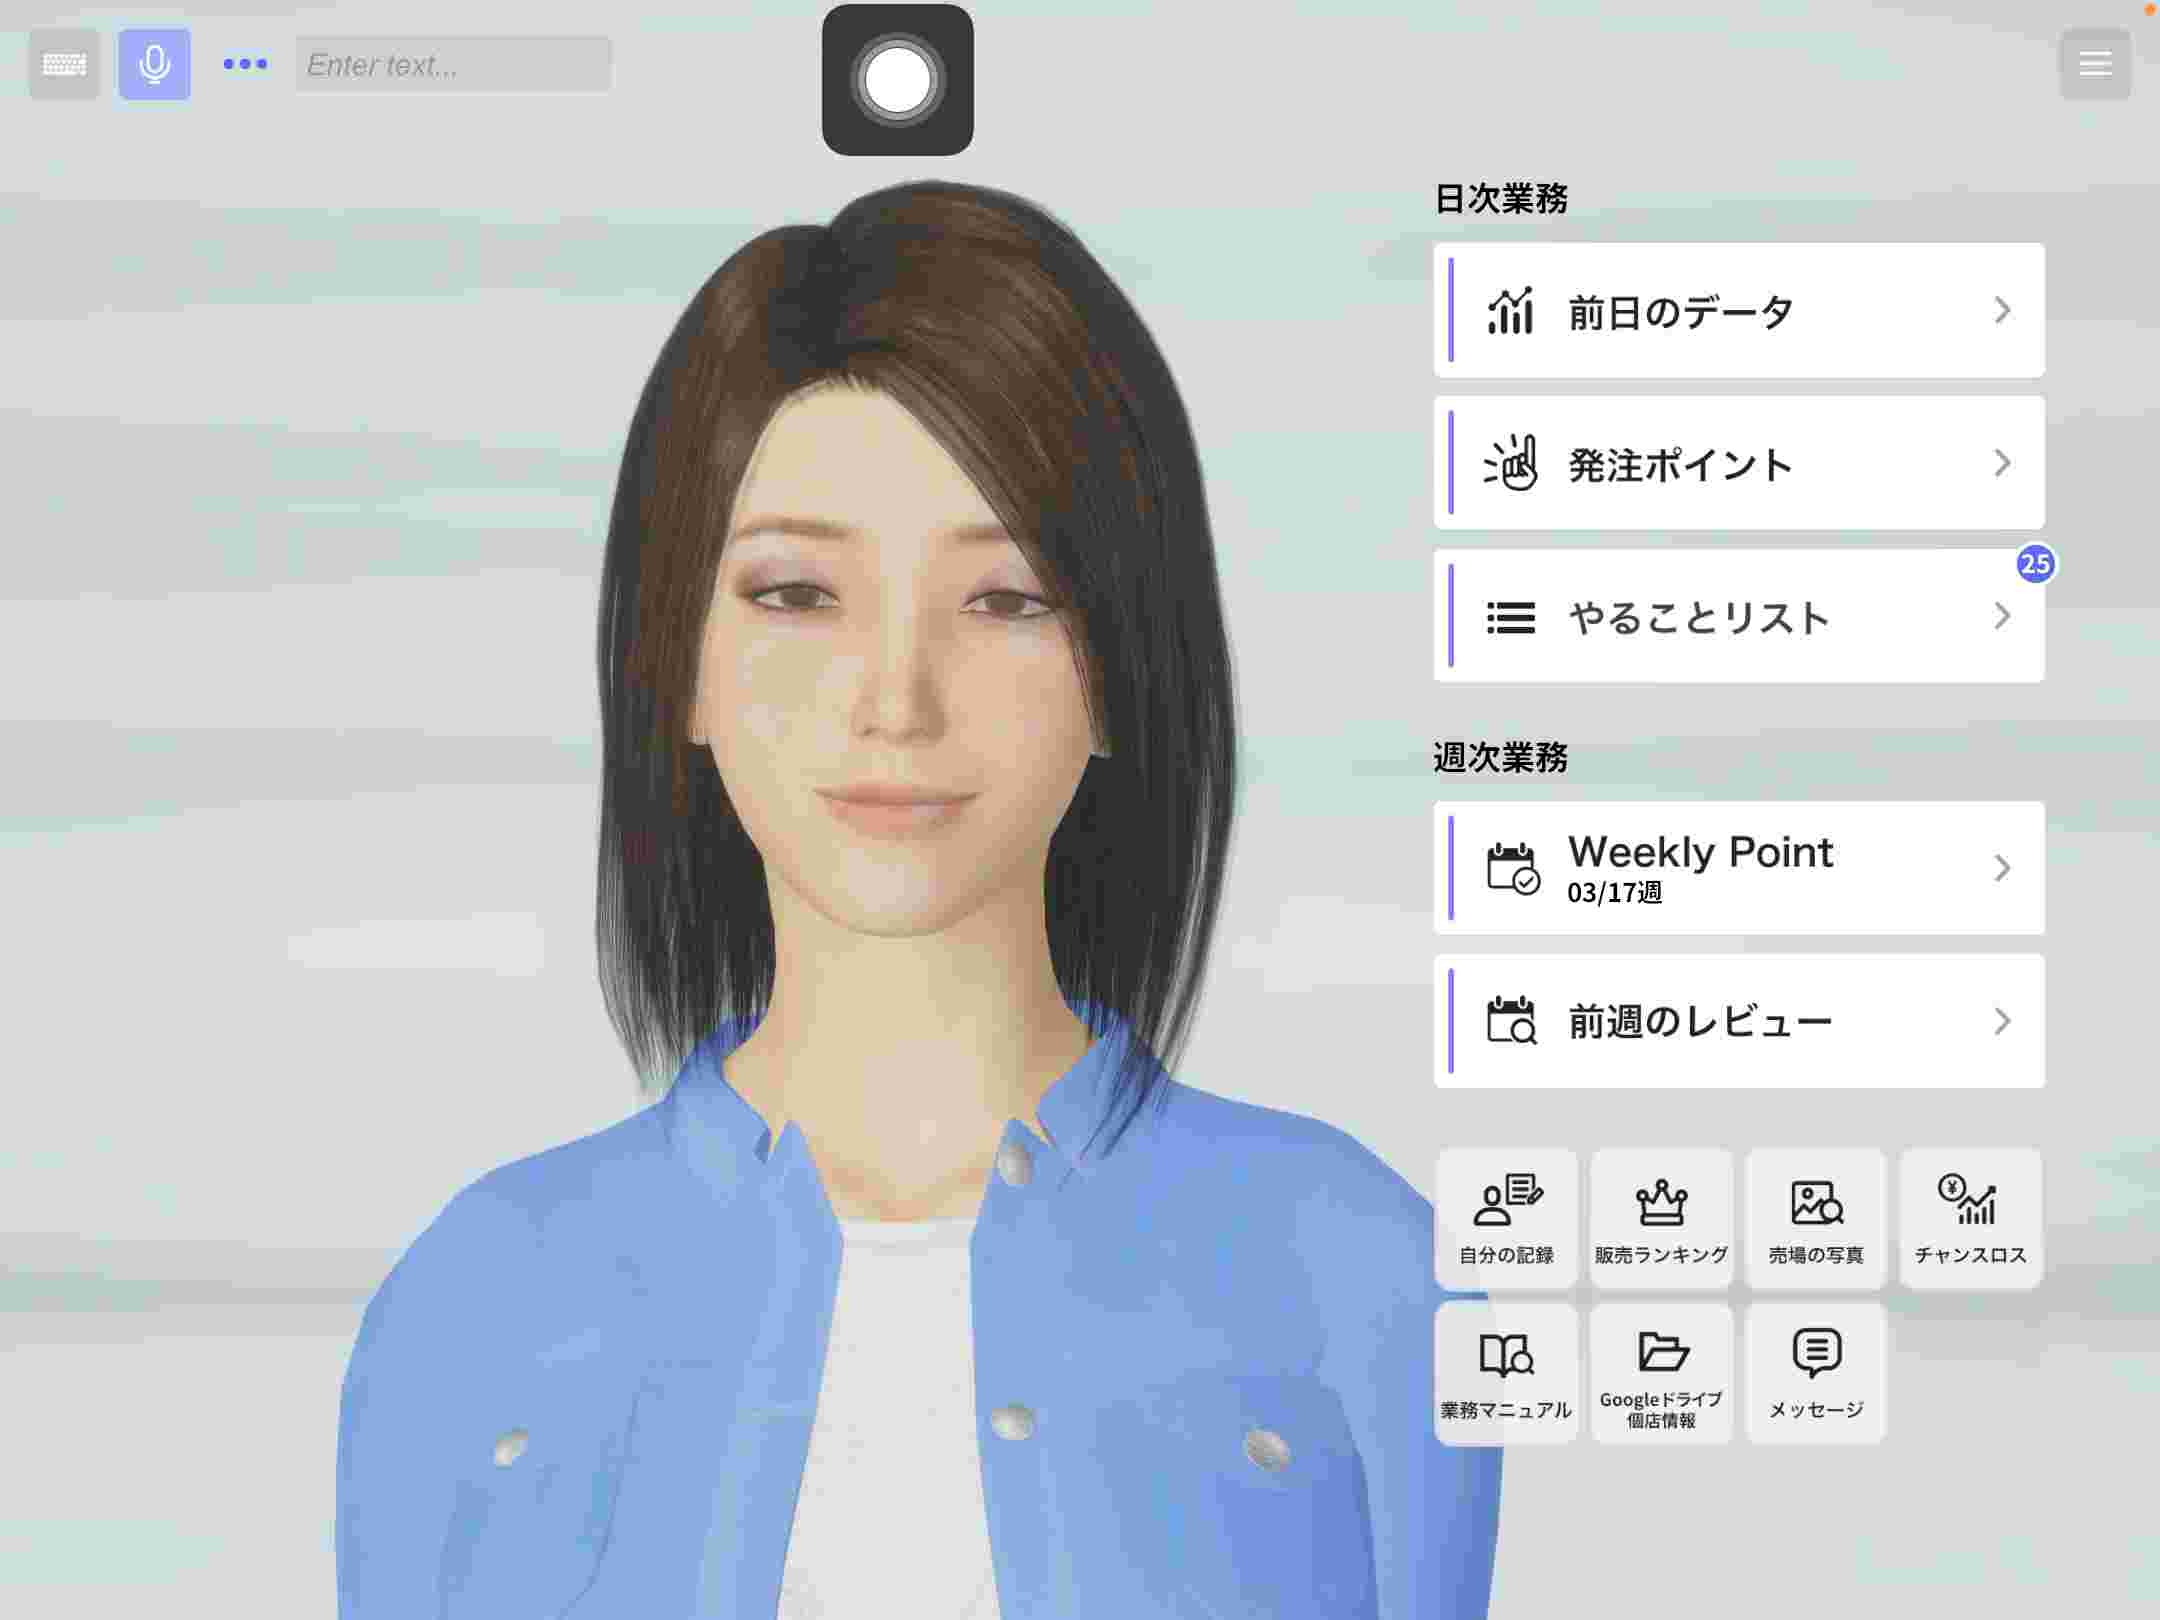 Enter text...
日次業務
前日のデータ
発注ポイント
25
やることリスト
週次業務
Weekly Point
03/17週
前週のレビュー
自分の記録
販売ランキング
売場の写真
チャンスロス
業務マニュアル
Googleドライブ
個店情報
メッセージ